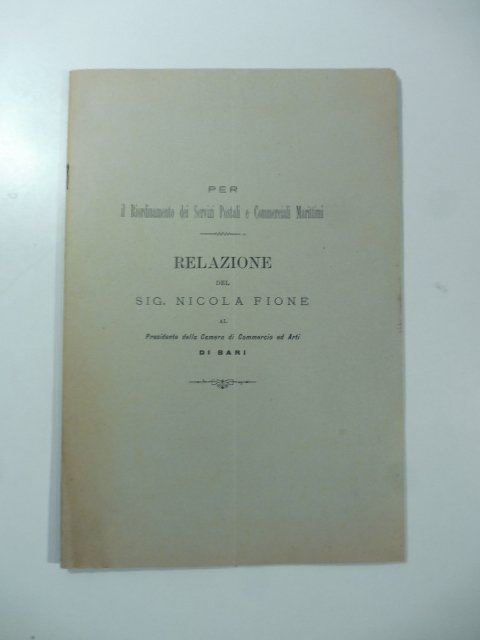 PER
il Riordinamento dei Servizi Postali e Commerciali Marittimi
RELAZIONE
DEL
SIG. NICOLA FIONE
AL
Presidente della Camera di Commercio ed Arti
DI BARI